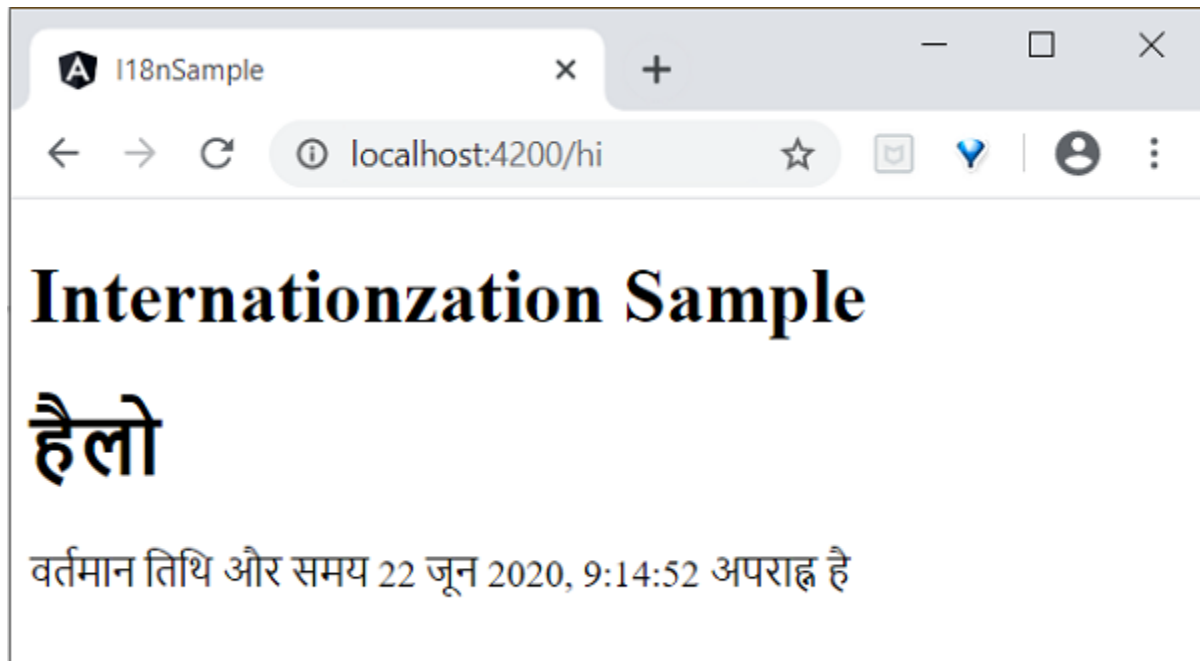 I18nSample
localhost:4200/hi
Internationzation Sample
हैलो
वर्तमान तिथि और समय 22 जून 2020, 9:14:52 अपराह्न है